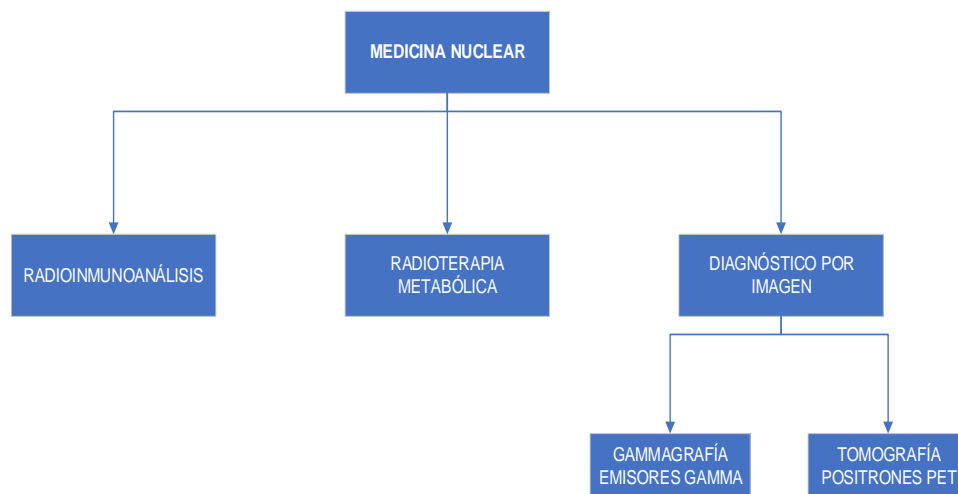 MEDICINA NUCLEAR
RADIOINMUNOANÁLISIS
RADIOTERAPIA
METABÓLICA
DIAGNÓSTICO POR
IMAGEN
GAMMAGRAFÍA
EMISORES GAMMA
TOMOGRAFÍA
POSITRONES PET